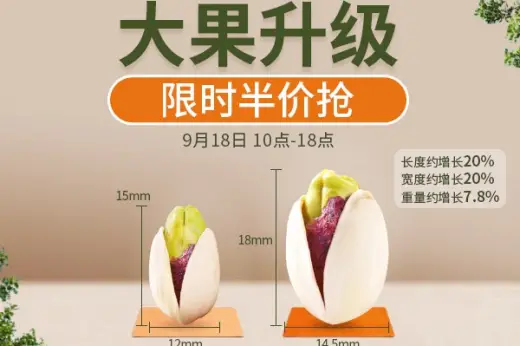 大果升级
限时半价抢
9月18日 10点-18点
长度约增长20%
宽度约增长20%
重量约增长7.8%
15mm
18mm
12mm
14.5mm